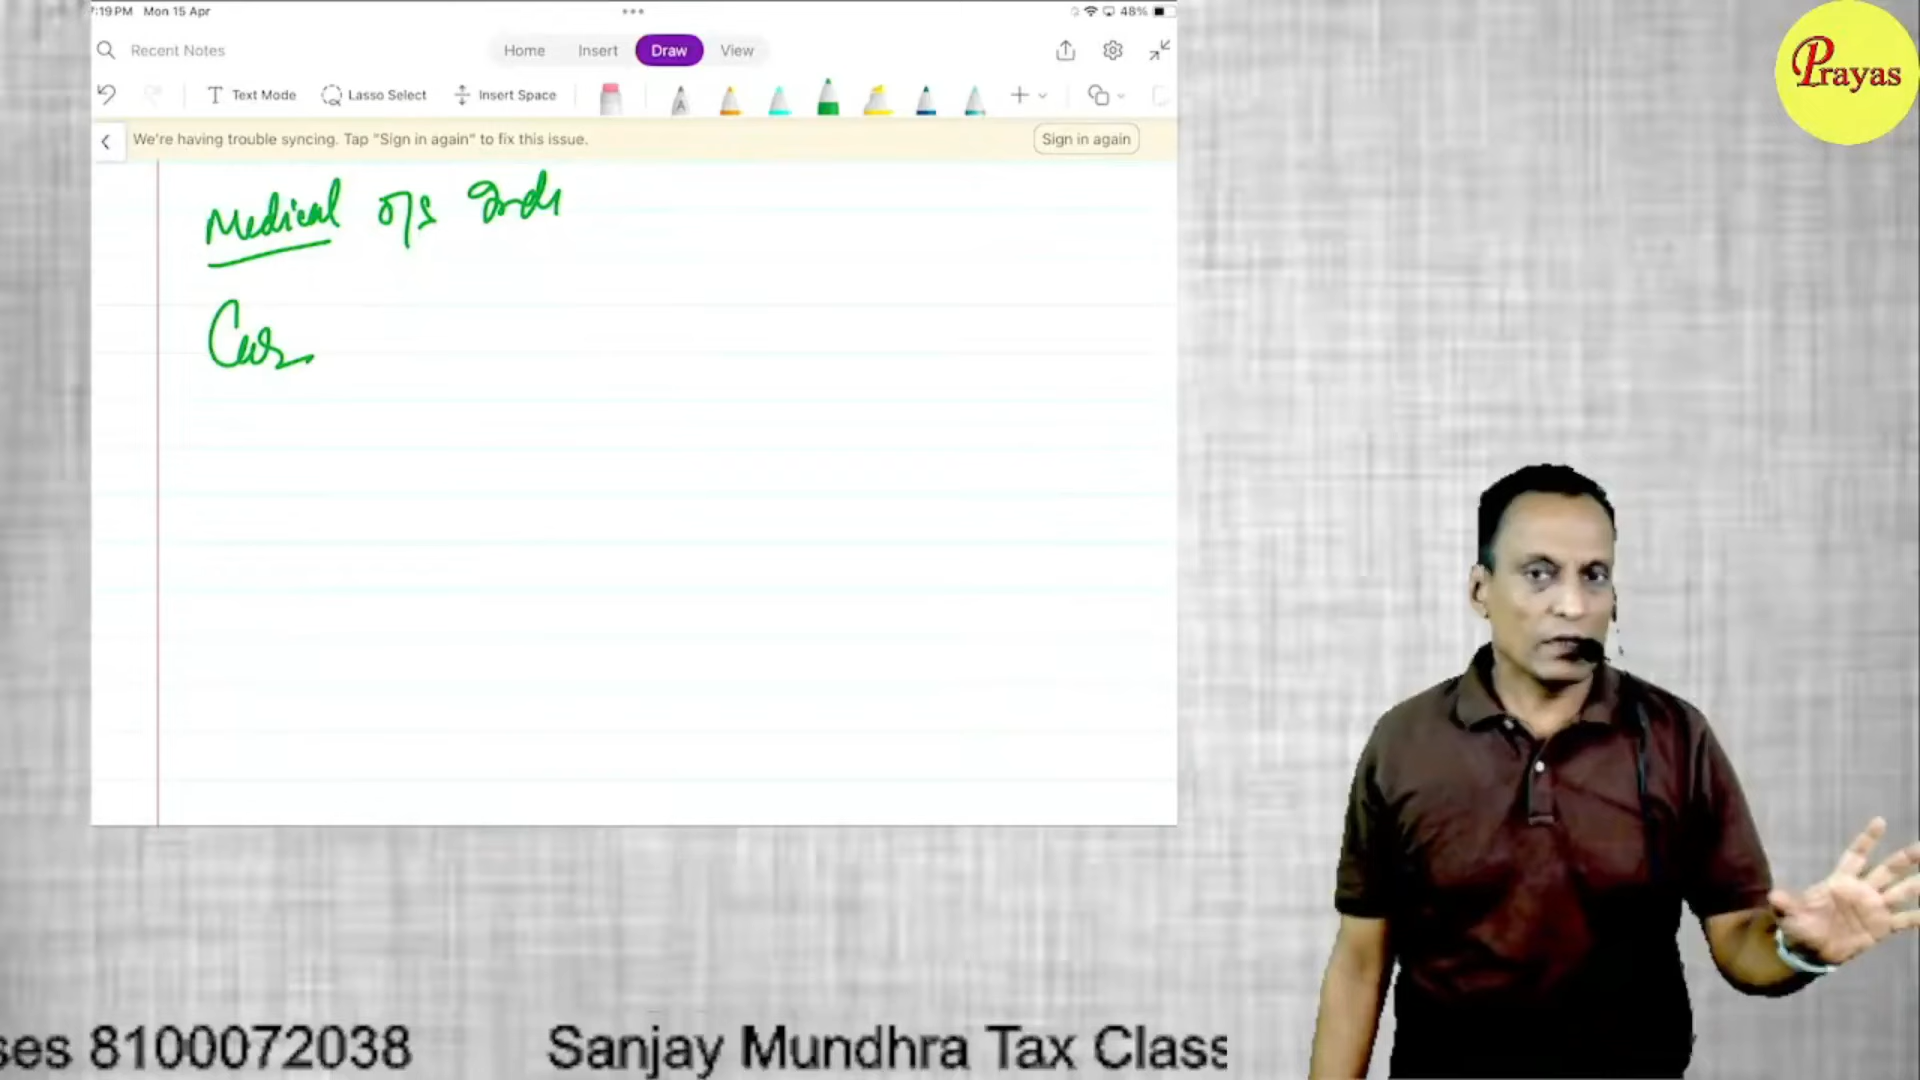 7:19 PM Mon 15 Apr
48%
Recent Notes
Home Insert Draw View
Text Mode Lasso Select Insert Space
We're having trouble syncing. Tap "Sign in again" to fix this issue. Sign in again
Medical o/s
Prayas
ses 8100072038 Sanjay Mundhra Tax Class